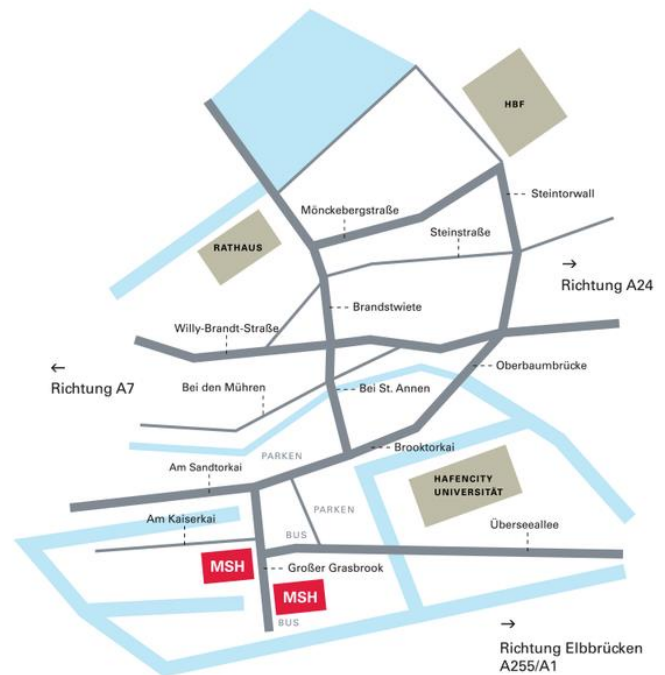 HBF
Steintorwall
Mönckebergstraße
Steinstraße
RATHAUS
→
Richtung A24
Brandstwiete
Willy-Brandt-Straße
←
Richtung A7
Oberbaumbrücke
Bei den Mühren
Bei St. Annen
Brooktorkai
PARKEN
Am Sandtorkai
HAFENCITY
UNIVERSITÄT
PARKEN
Am Kaiserkai
BUS
Überseeallee
MSH
Großer Grasbrook
MSH
BUS
→
Richtung Elbbrücken
A255/A1